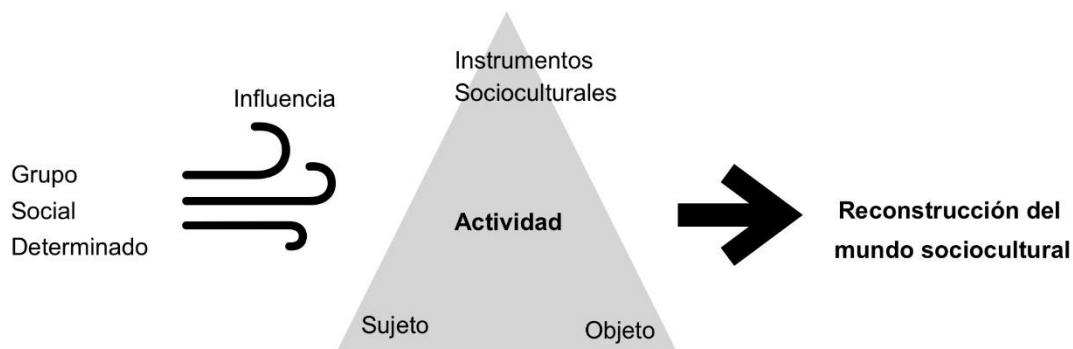 Grupo
Social
Determinado
Influencia
Instrumentos
Socioculturales
Actividad
Sujeto
Objeto
Reconstrucción del
mundo sociocultural